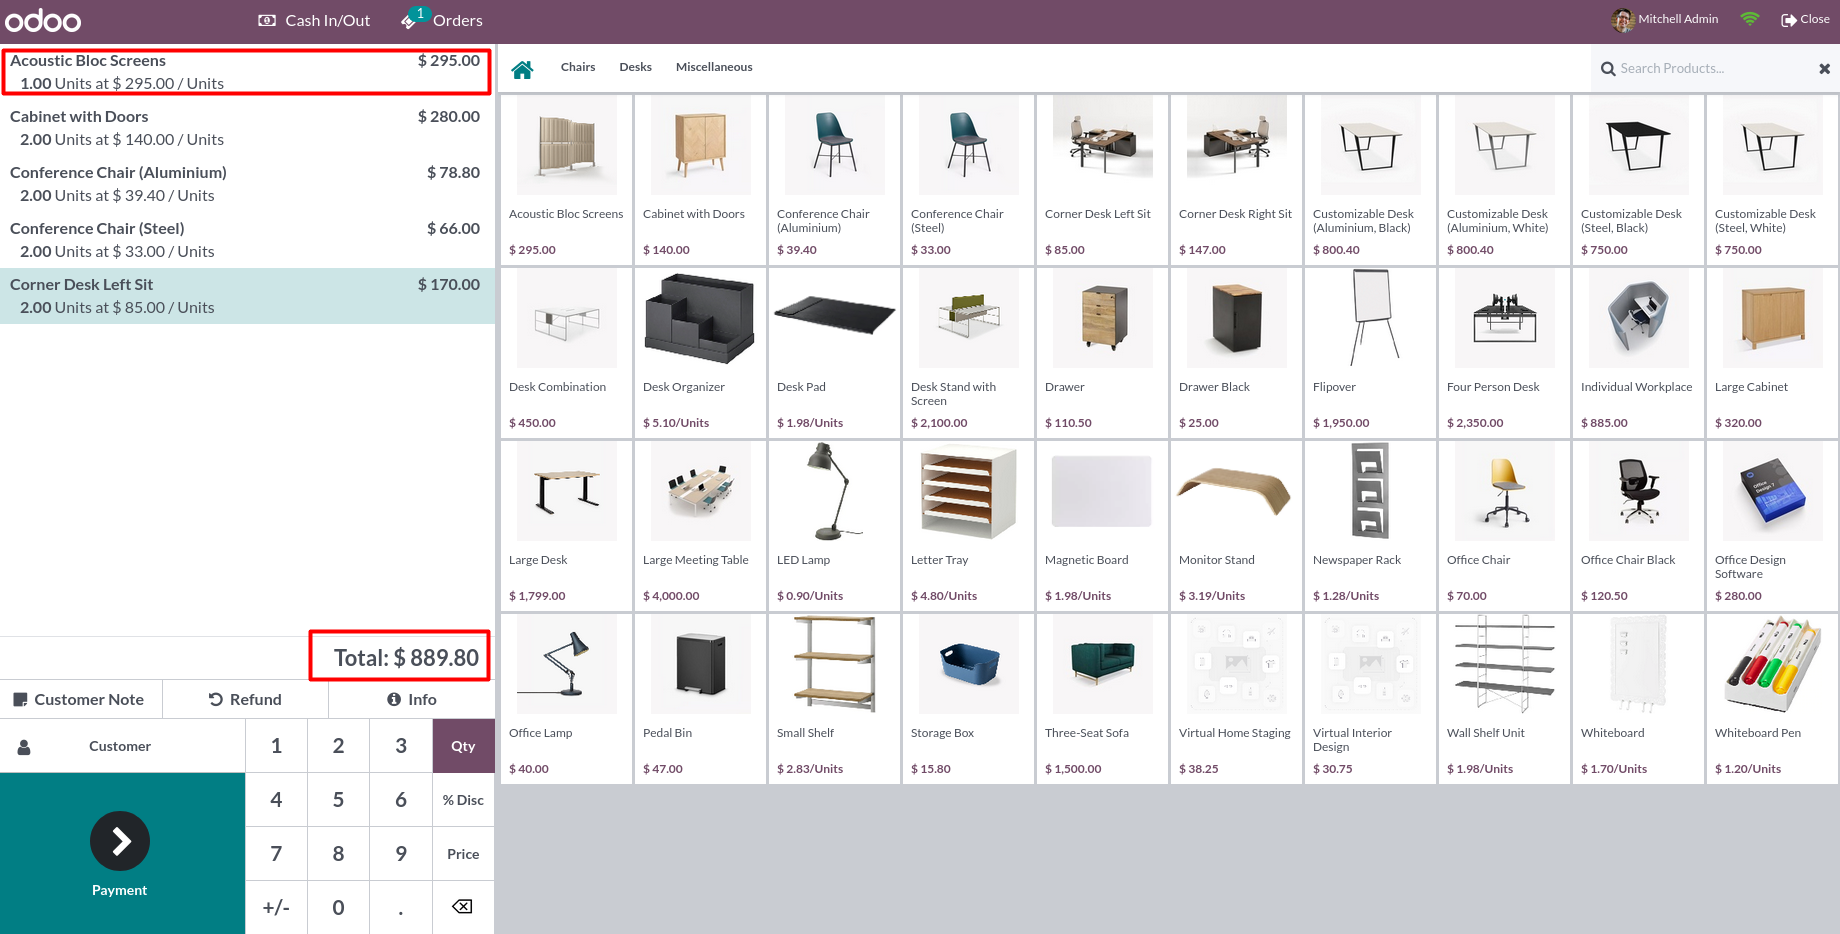 odoo
Cash In/Out
1
Orders
Mitchell Admin
Close
Acoustic Bloc Screens $ 295.00
1.00 Units at $ 295.00 / Units
Cabinet with Doors $ 280.00
2.00 Units at $ 140.00 / Units
Conference Chair (Aluminium) $ 78.80
2.00 Units at $ 39.40 / Units
Conference Chair (Steel) $ 66.00
2.00 Units at $ 33.00 / Units
Corner Desk Left Sit $ 170.00
2.00 Units at $ 85.00 / Units
Total: $ 889.80
Customer Note Refund Info
Customer 1 2 3 Qty
4 5 6 % Disc
7 8 9 Price
Payment
+/- 0 .
Chairs Desks Miscellaneous
Search Products...
Acoustic Bloc Screens
$ 295.00
Cabinet with Doors
$ 140.00
Conference Chair
(Aluminium)
$ 39.40
Conference Chair
(Steel)
$ 33.00
Corner Desk Left Sit
$ 85.00
Corner Desk Right Sit
$ 147.00
Customizable Desk
(Aluminium, Black)
$ 800.40
Customizable Desk
(Aluminium, White)
$ 800.40
Customizable Desk
(Steel, Black)
$ 750.00
Customizable Desk
(Steel, White)
$ 750.00
Desk Combination
$ 450.00
Desk Organizer
$ 5.10/Units
Desk Pad
$ 1.98/Units
Desk Stand with
Screen
$ 2,100.00
Drawer
$ 110.50
Drawer Black
$ 25.00
Flipover
$ 1,950.00
Four Person Desk
$ 2,350.00
Individual Workplace
$ 885.00
Large Cabinet
$ 320.00
Large Desk
$ 1,799.00
Large Meeting Table
$ 4,000.00
LED Lamp
$ 0.90/Units
Letter Tray
$ 4.80/Units
Magnetic Board
$ 1.98/Units
Monitor Stand
$ 3.19/Units
Newspaper Rack
$ 1.28/Units
Office Chair
$ 70.00
Office Chair Black
$ 120.50
Office
Design 7
Office Design
Software
$ 280.00
Office Lamp
$ 40.00
Pedal Bin
$ 47.00
Small Shelf
$ 2.83/Units
Storage Box
$ 15.80
Three-Seat Sofa
$ 1,500.00
Virtual Home Staging
$ 38.25
Virtual Interior
Design
$ 30.75
Wall Shelf Unit
$ 1.98/Units
Whiteboard
$ 1.70/Units
Whiteboard Pen
$ 1.20/Units